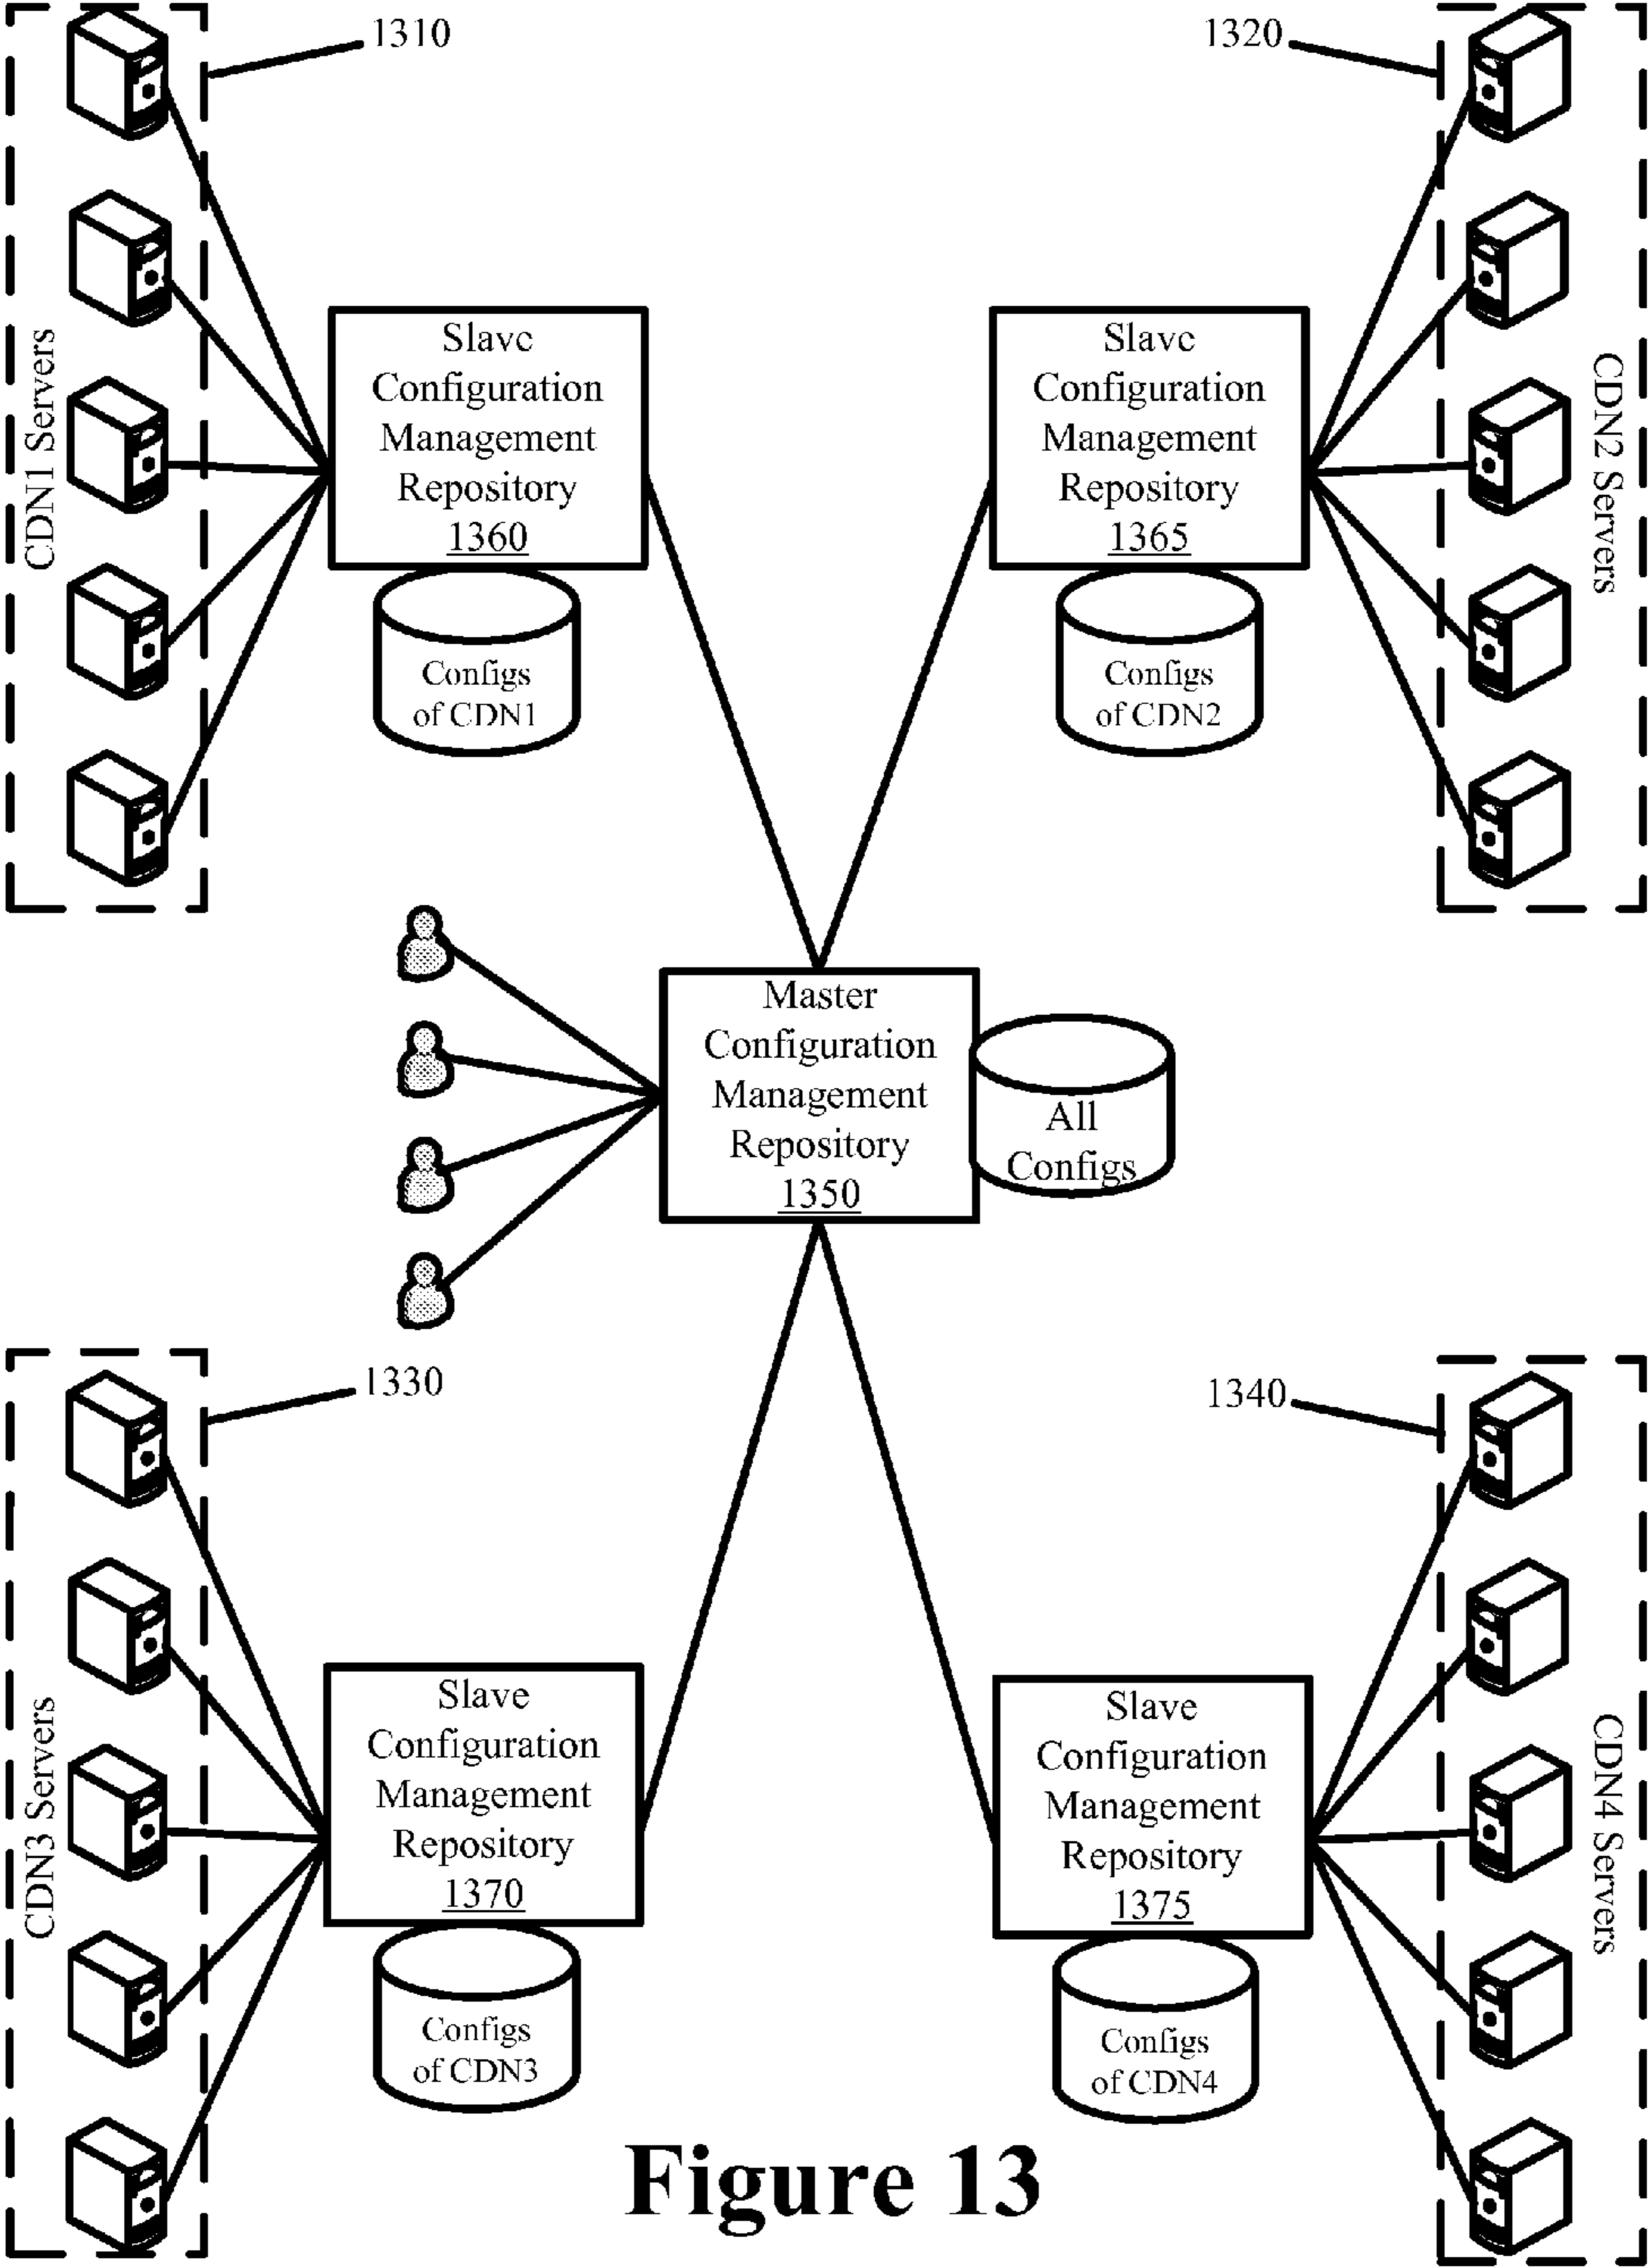 1310
1320
CDN1 Servers
Slave
Configuration
Management
Repository
1360
Configs
of CDN1
Slave
Configuration
Management
Repository
1365
Configs
of CDN2
CDN2 Servers
Master
Configuration
Management
Repository
1350
All
Configs
1330
1340
CDN3 Servers
Slave
Configuration
Management
Repository
1370
Configs
of CDN3
Slave
Configuration
Management
Repository
1375
Configs
of CDN4
CDN4 Servers
Figure 13